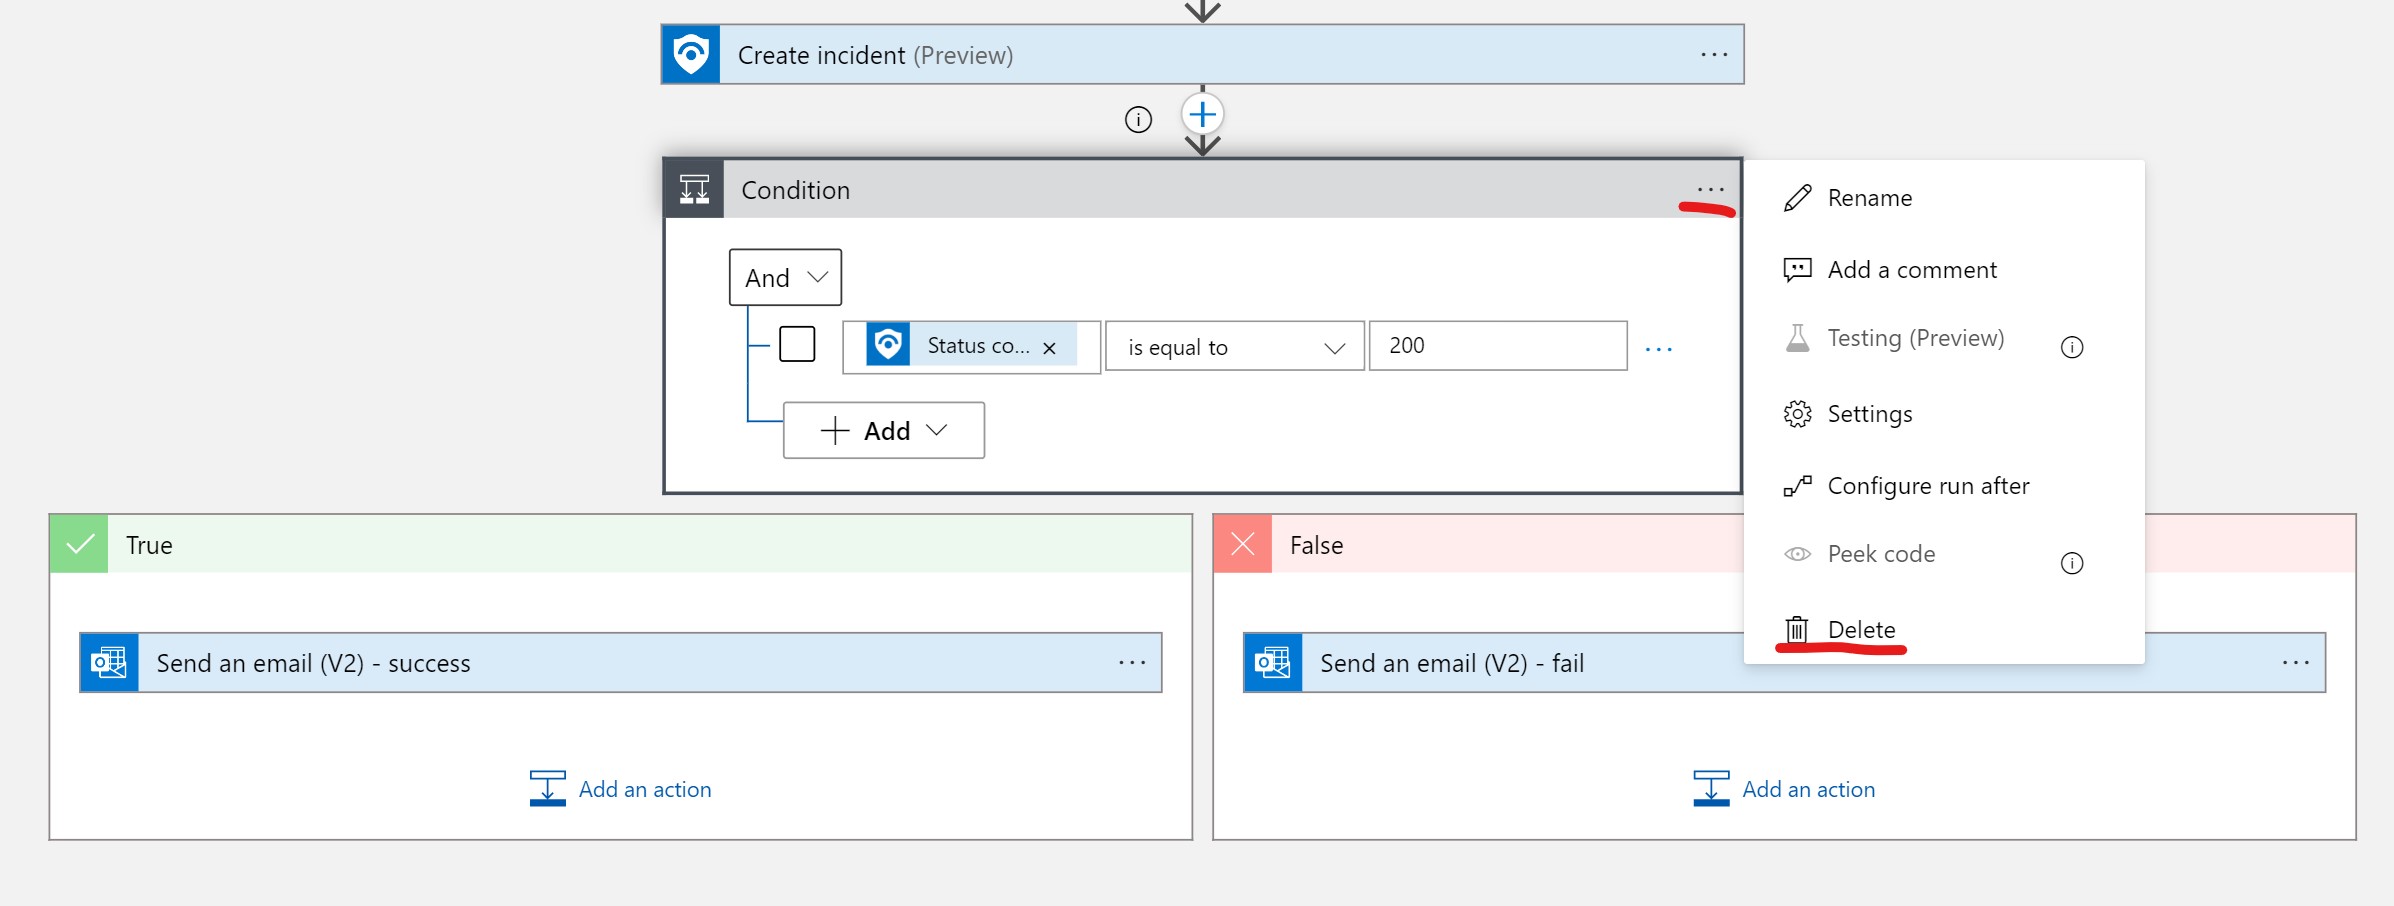 Create incident (Preview)
Condition
And
Status co...
is equal to
200
Add
Rename
Add a comment
Testing (Preview)
Settings
Configure run after
Peek code
Delete
True
Send an email (V2) - success
Add an action
False
Send an email (V2) - fail
Add an action